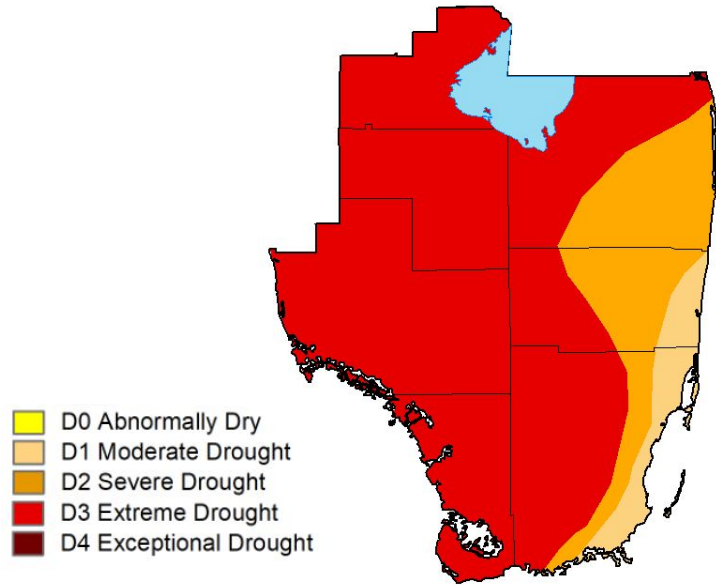 D0 Abnormally Dry
D1 Moderate Drought
D2 Severe Drought
D3 Extreme Drought
D4 Exceptional Drought